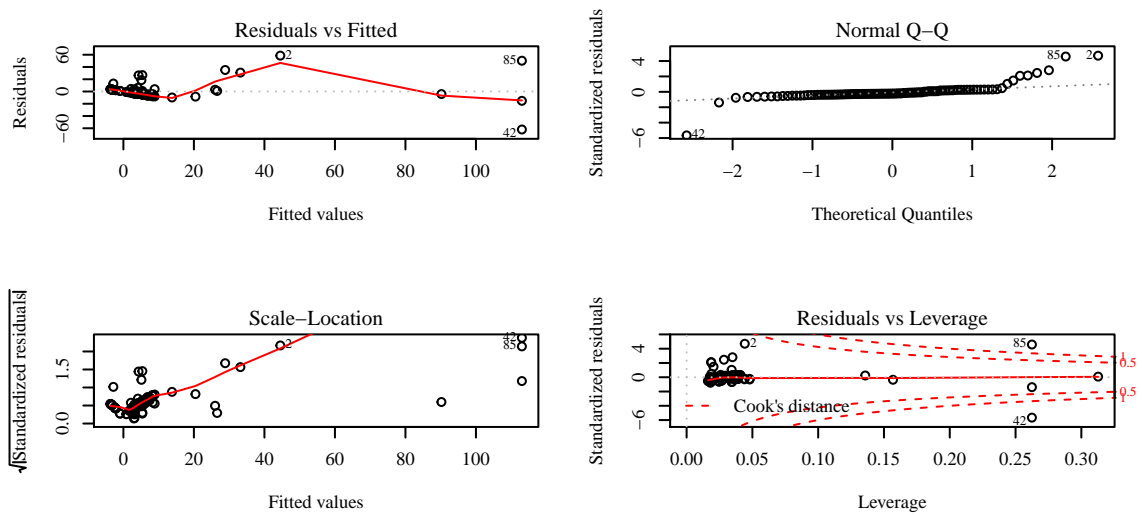 Residuals vs Fitted
Residuals
60
0
−60
2
85
42
0 20 40 60 80 100
Fitted values
Normal Q−Q
Standardized residuals
4
0
−6
85
2
42
−2 −1 0 1 2
Theoretical Quantiles
Scale−Location
√|Standardized residuals|
1.5
0.0
42
85
2
0 20 40 60 80 100
Fitted values
Residuals vs Leverage
Standardized residuals
4
0
−6
2
85
42
1
0.5
0.5
1
Cook's distance
0.00 0.05 0.10 0.15 0.20 0.25 0.30
Leverage